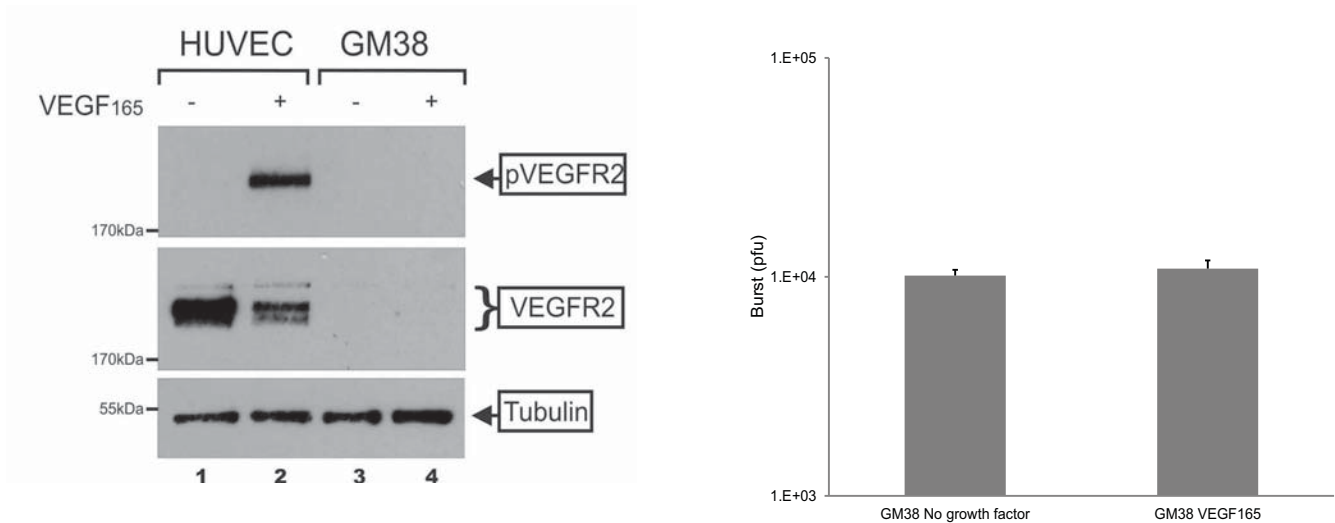 HUVEC GM38
VEGF165 - + - +
pVEGFR2
170kDa
VEGFR2
170kDa
55kDa
Tubulin
1 2 3 4
1.E+05
1.E+04
1.E+03
Burst (pfu)
GM38 No growth factor GM38 VEGF165